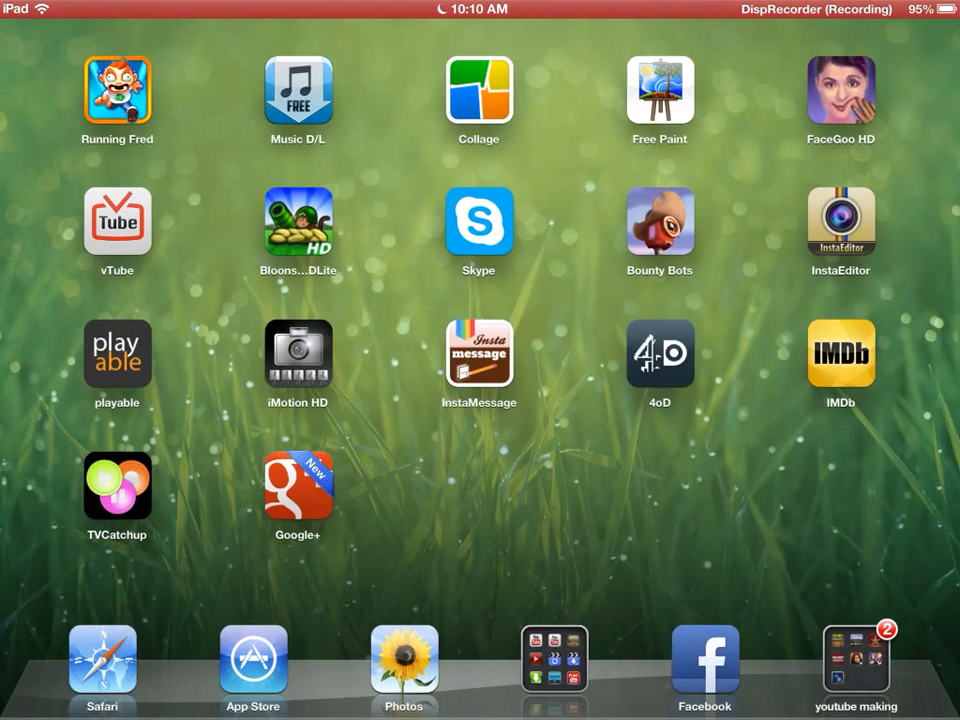 iPad 10:10 AM DispRecorder (Recording) 95%
FREE
Running Fred Music D/L Collage Free Paint FaceGoo HD
Tube HD S InstaEditor
vTube Bloons...DLite Skype Bounty Bots InstaEditor
play Insta
able message 4oD IMDb
playable iMotion HD InstaMessage 4oD IMDb
g+ New
TVCatchup Google+
f 2
Safari App Store Photos Facebook youtube making